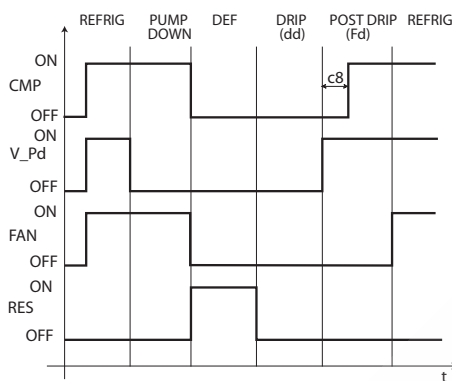 REFRIG PUMP DOWN DEF DRIP (dd) POST DRIP (Fd) REFRIG
ON
CMP
c8
OFF
ON
V_Pd
OFF
ON
FAN
OFF
ON
RES
OFF
t